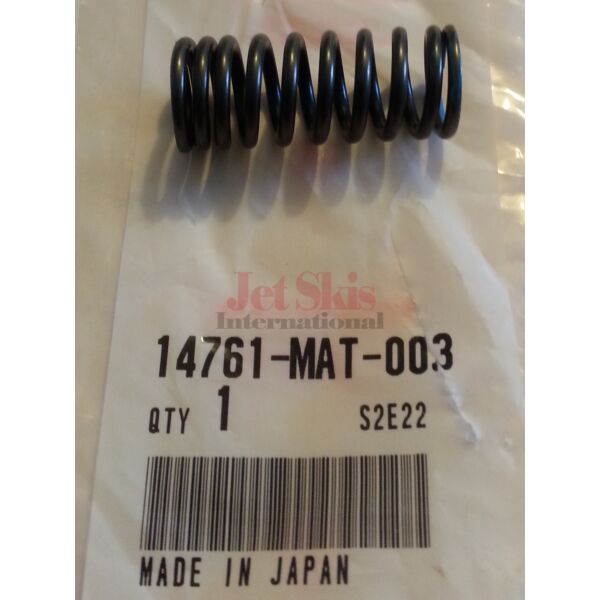 Jet Skis
International
14761-MAT-003
QTY 1 S2E22
MADE IN JAPAN